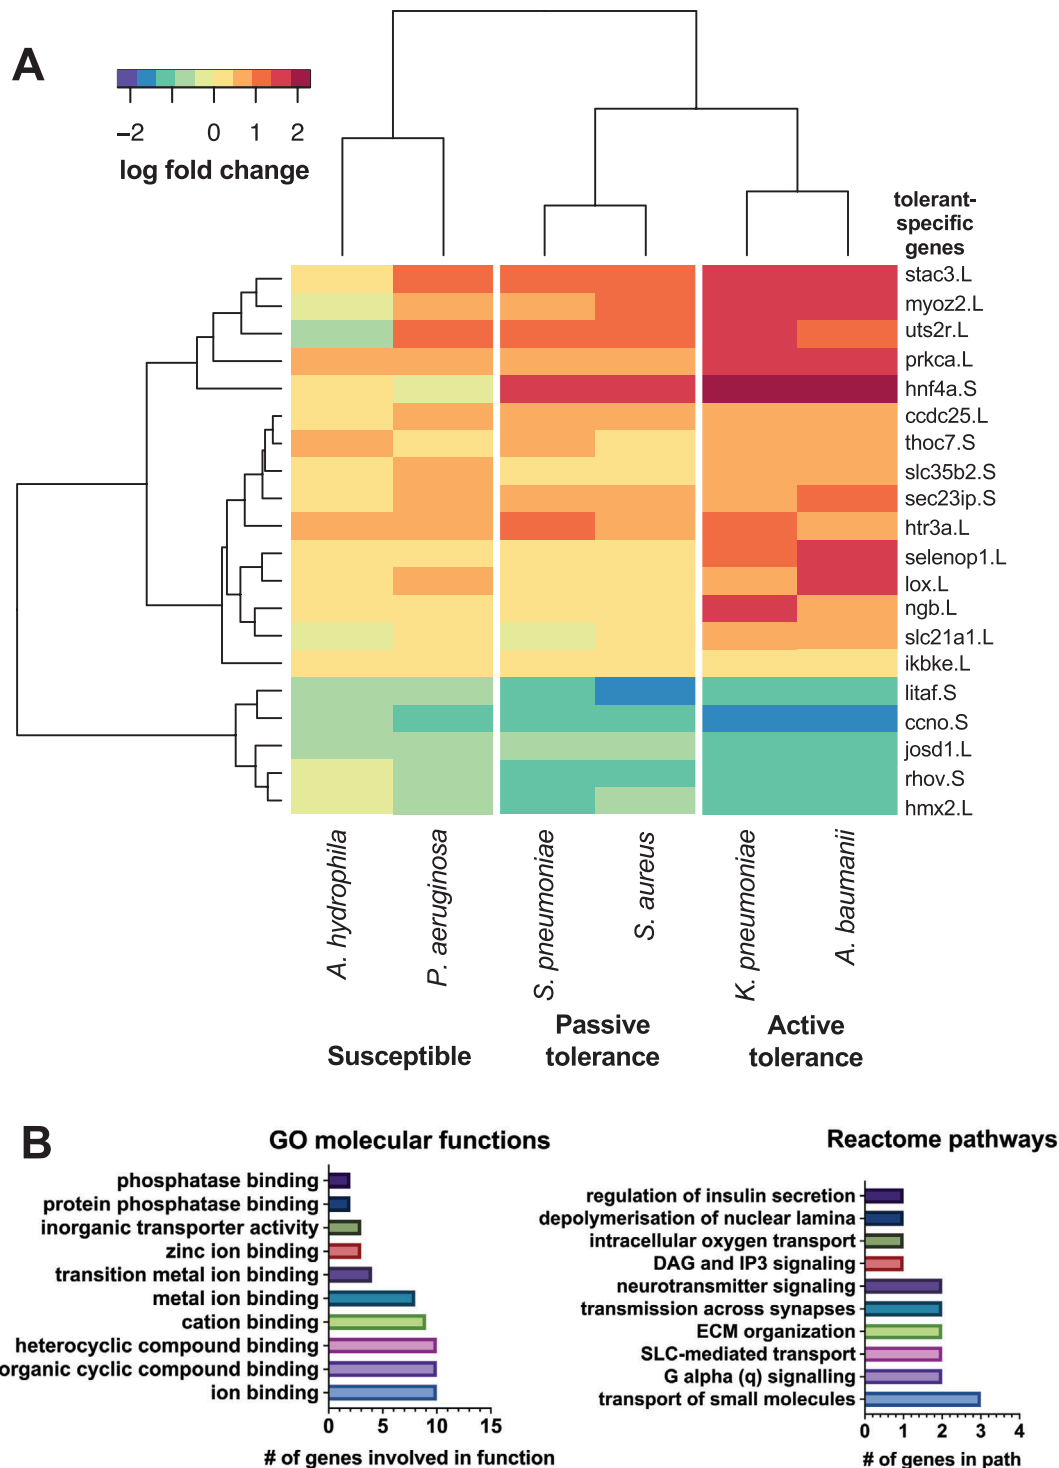 A
−2 0 1 2
log fold change
tolerant-
specific
genes
stac3.L
myoz2.L
uts2r.L
prkca.L
hnf4a.S
ccdc25.L
thoc7.S
slc35b2.S
sec23ip.S
htr3a.L
selenop1.L
lox.L
ngb.L
slc21a1.L
ikbke.L
litaf.S
ccno.S
josd1.L
rhov.S
hmx2.L
A. hydrophila
P. aeruginosa
S. pneumoniae
S. aureus
K. pneumoniae
A. baumanii
Susceptible
Passive
tolerance
Active
tolerance
B
GO molecular functions
phosphatase binding
protein phosphatase binding
inorganic transporter activity
zinc ion binding
transition metal ion binding
metal ion binding
cation binding
heterocyclic compound binding
organic cyclic compound binding
ion binding
0 5 10 15
# of genes involved in function
Reactome pathways
regulation of insulin secretion
depolymerisation of nuclear lamina
intracellular oxygen transport
DAG and IP3 signaling
neurotransmitter signaling
transmission across synapses
ECM organization
SLC-mediated transport
G alpha (q) signalling
transport of small molecules
0 1 2 3 4
# of genes in path